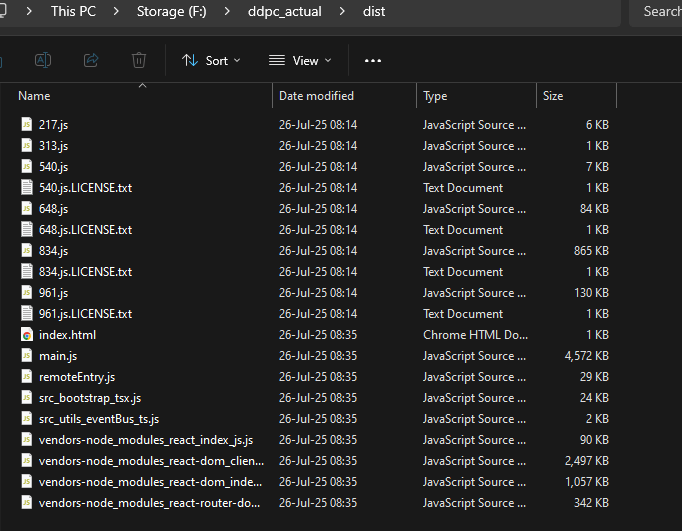 This PC > Storage (F:) > ddpc_actual > dist Search
Sort View
Name Date modified Type Size
217.js 26-Jul-25 08:14 JavaScript Source ... 6 KB
313.js 26-Jul-25 08:14 JavaScript Source ... 1 KB
540.js 26-Jul-25 08:14 JavaScript Source ... 7 KB
540.js.LICENSE.txt 26-Jul-25 08:14 Text Document 1 KB
648.js 26-Jul-25 08:14 JavaScript Source ... 84 KB
648.js.LICENSE.txt 26-Jul-25 08:14 Text Document 1 KB
834.js 26-Jul-25 08:14 JavaScript Source ... 865 KB
834.js.LICENSE.txt 26-Jul-25 08:14 Text Document 1 KB
961.js 26-Jul-25 08:14 JavaScript Source ... 130 KB
961.js.LICENSE.txt 26-Jul-25 08:14 Text Document 1 KB
index.html 26-Jul-25 08:35 Chrome HTML Do... 1 KB
main.js 26-Jul-25 08:35 JavaScript Source ... 4,572 KB
remoteEntry.js 26-Jul-25 08:35 JavaScript Source ... 29 KB
src_bootstrap_tsx.js 26-Jul-25 08:35 JavaScript Source ... 24 KB
src_utils_eventBus_ts.js 26-Jul-25 08:35 JavaScript Source ... 2 KB
vendors-node_modules_react_index_js.js 26-Jul-25 08:35 JavaScript Source ... 90 KB
vendors-node_modules_react-dom_clien... 26-Jul-25 08:35 JavaScript Source ... 2,497 KB
vendors-node_modules_react-dom_inde... 26-Jul-25 08:35 JavaScript Source ... 1,057 KB
vendors-node_modules_react-router-do... 26-Jul-25 08:35 JavaScript Source ... 342 KB